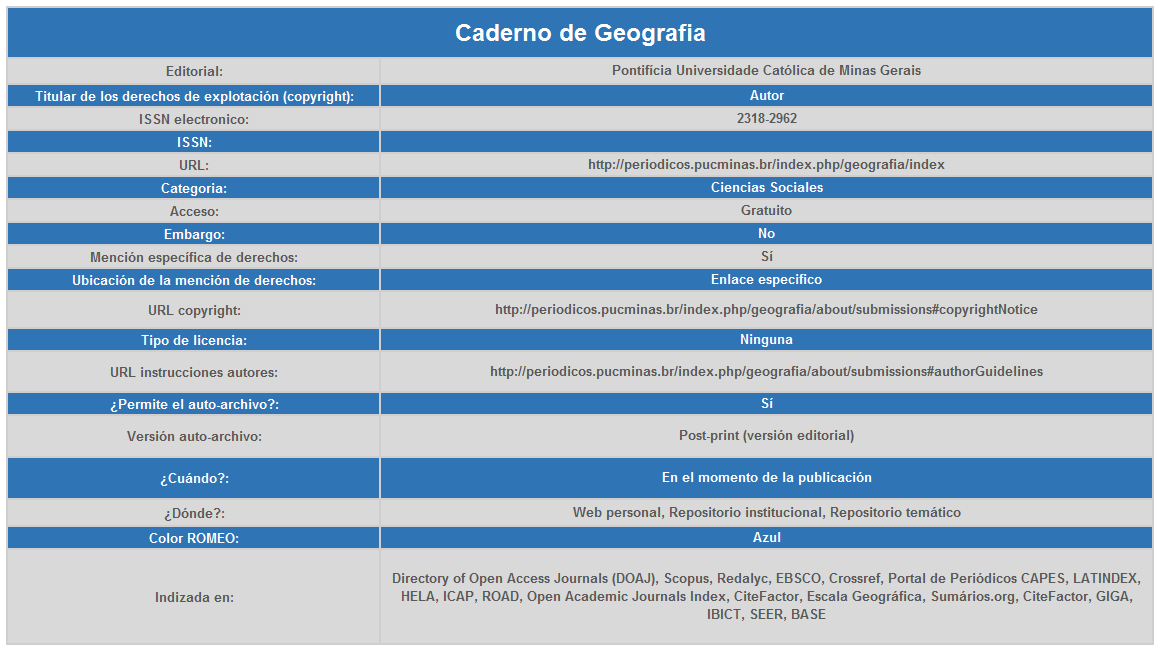 Caderno de Geografia
Editorial: Pontifícia Universidade Católica de Minas Gerais
Titular de los derechos de explotación (copyright): Autor
ISSN electronico: 2318-2962
ISSN:
URL: http://periodicos.pucminas.br/index.php/geografia/index
Categoria: Ciencias Sociales
Acceso: Gratuito
Embargo: No
Mención específica de derechos: Sí
Ubicación de la mención de derechos: Enlace especifico
URL copyright: http://periodicos.pucminas.br/index.php/geografia/about/submissions#copyrightNotice
Tipo de licencia: Ninguna
URL instrucciones autores: http://periodicos.pucminas.br/index.php/geografia/about/submissions#authorGuidelines
¿Permite el auto-archivo?: Sí
Versión auto-archivo: Post-print (versión editorial)
¿Cuándo?: En el momento de la publicación
¿Dónde?: Web personal, Repositorio institucional, Repositorio temático
Color ROMEO: Azul
Indizada en:
Directory of Open Access Journals (DOAJ), Scopus, Redalyc, EBSCO, Crossref, Portal de Periódicos CAPES, LATINDEX,
HELA, ICAP, ROAD, Open Academic Journals Index, CiteFactor, Escala Geográfica, Sumários.org, CiteFactor, GIGA,
IBICT, SEER, BASE